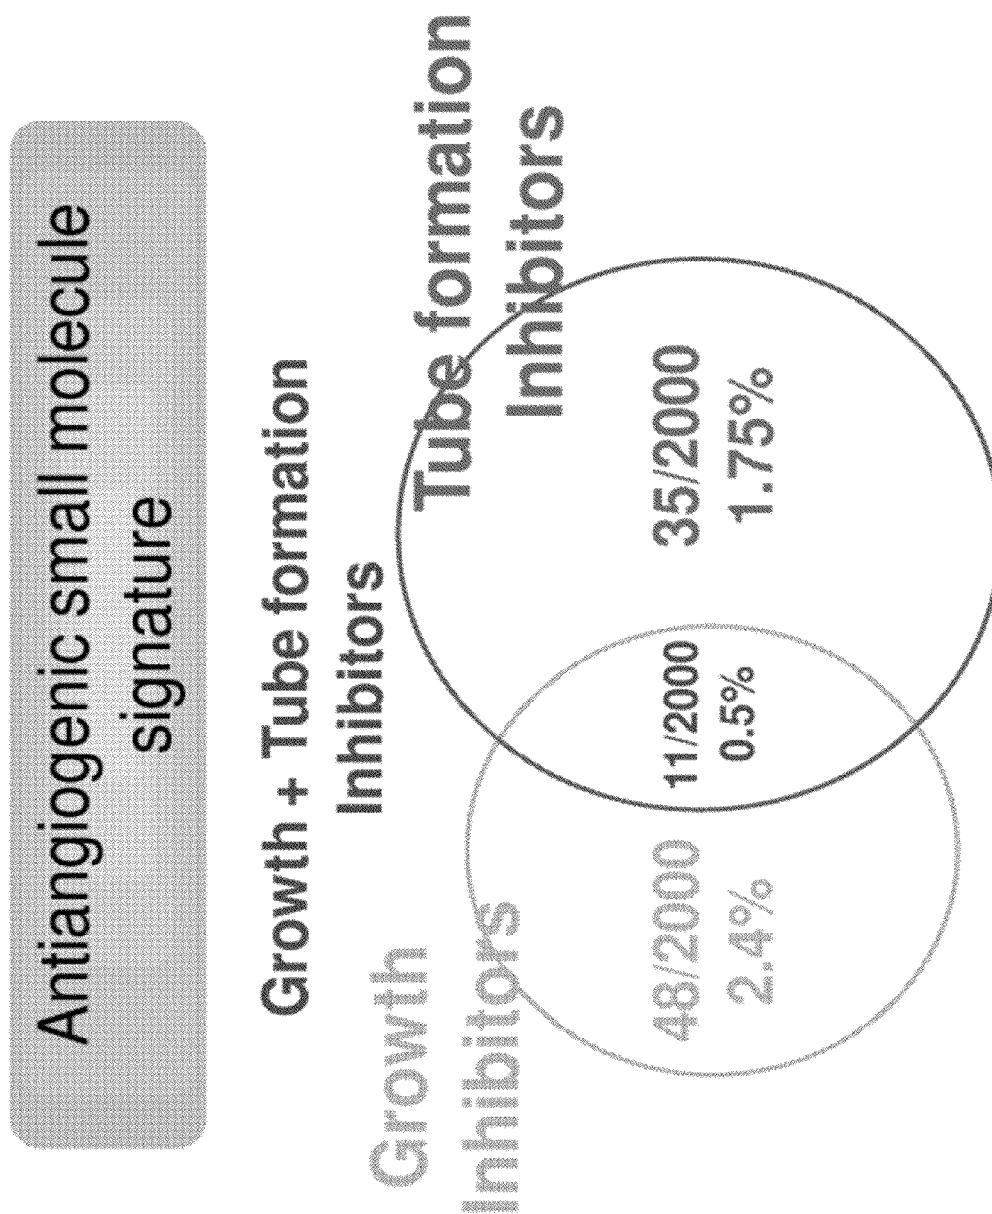 Antiangiogenic small molecule
signature
Growth + Tube formation
Inhibitors
Growth
Inhibitors
Tube formation
Inhibitors
48/2000
2.4%
11/2000
0.5%
35/2000
1.75%